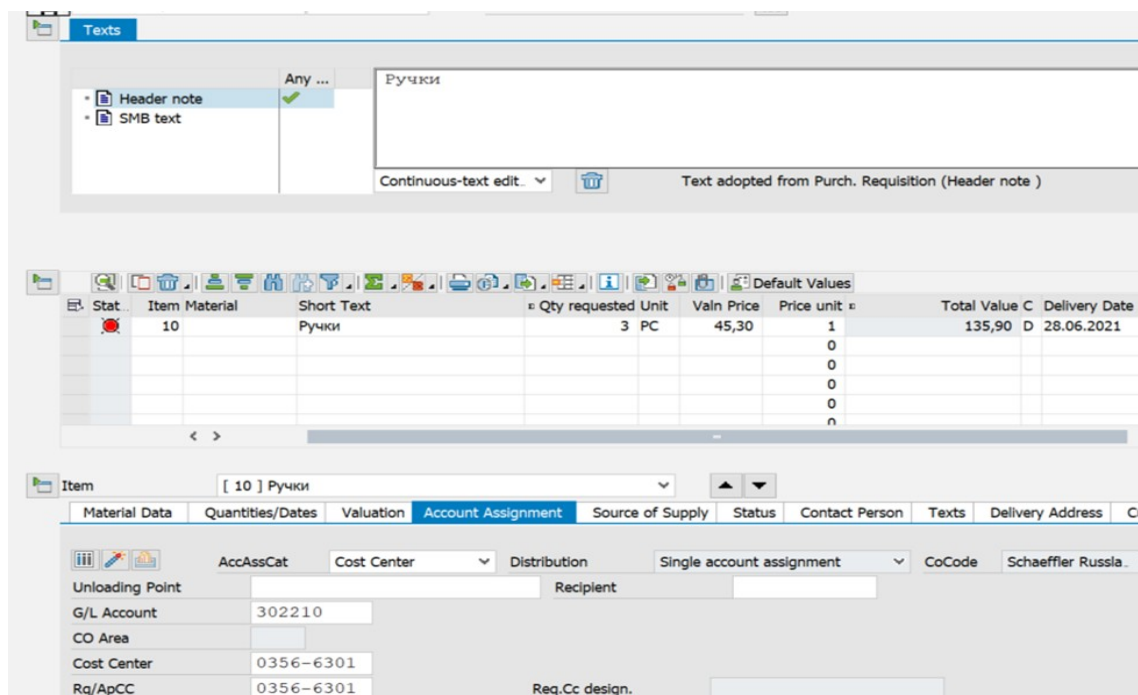 Texts
Any ...
Ручки
Header note
SMB text
Continuous-text edit_
Text adopted from Purch. Requisition (Header note )
Default Values
Stat.. Item Material Short Text Qty requested Unit Valn Price Price unit Total Value C Delivery Date
10 Ручки 3 PC 45,30 1 135,90 D 28.06.2021
0
0
0
0
0
Item [ 10 ] Ручки
Material Data Quantities/Dates Valuation Account Assignment Source of Supply Status Contact Person Texts Delivery Address C
AccAssCat Cost Center Distribution Single account assignment CoCode Schaeffler Russla_
Unloading Point Recipient
G/L Account 302210
CO Area
Cost Center 0356-6301
Rq/ApCC 0356-6301 Req.Cc design.